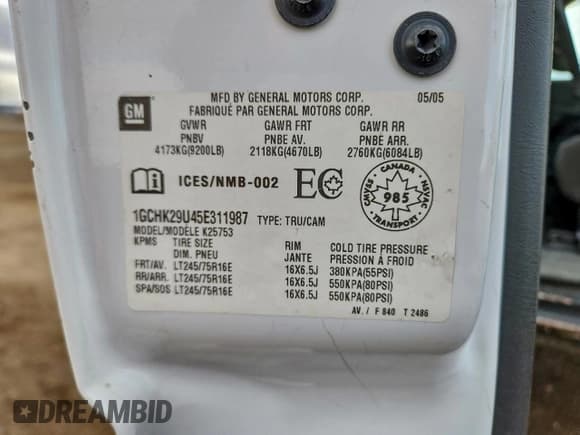 GM
MFD BY GENERAL MOTORS CORP. 05/05
FABRIQUÉ PAR GENERAL MOTORS CORP.
GVWR GAWR FRT GAWR RR
PNBV PNBE AV. PNBE ARR.
4173KG(9200LB) 2118KG(4670LB) 2760KG(6084LB)
ICES/NMB-002 EC
CANADA
CMVSS NSVAC
985
TRANSPORT
1GCHK29U45E311987 TYPE: TRU/CAM
MODEL/MODÈLE K25753
KPMS TIRE SIZE RIM COLD TIRE PRESSURE
DIM. PNEU JANTE PRESSION À FROID
FRT/AV. LT245/75R16E 16X6.5J 380KPA(55PSI)
RR/ARR. LT245/75R16E 16X6.5J 550KPA(80PSI)
SPA/SOS LT245/75R16E 16X6.5J 550KPA(80PSI)
AV./ F 840 T 2486
DREAMBID